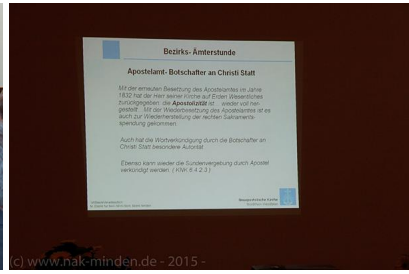 Bezirks- Ämterstunde
Apostelamt- Botschafter an Christi Statt
Mit der erneuten Besetzung des Apostelamtes im Jahre
1832 hat der Herr seiner Kirche auf Erden Wesentliches
zurückgegeben: die Apostolizität ist wieder voll her-
gestellt. Mit der Wiederbesetzung des Apostelamtes ist es
auch zur Wiederherstellung der rechten Sakraments-
spendung gekommen.
Auch hat die Wortverkündigung durch die Botschafter an
Christi Statt besondere Autorität.
Ebenso kann wieder die Sündenvergebung durch Apostel
verkündigt werden. ( KNK 6.4.2.3 )
Neuapostolische Kirche
(c) www.nak-minden.de - 2015 -